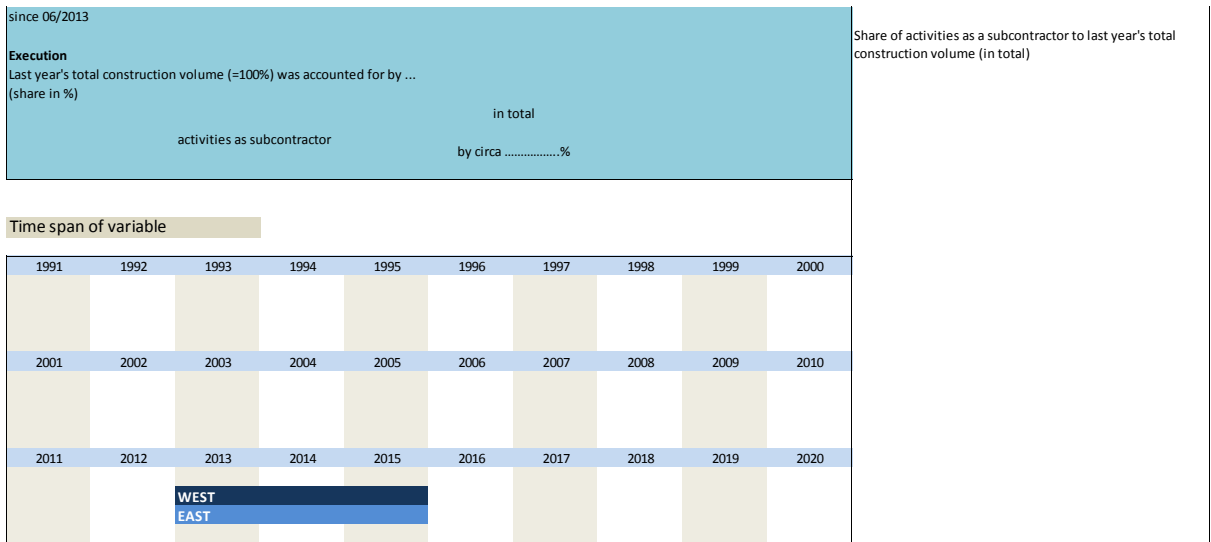 since 06/2013
Execution
Last year's total construction volume (=100%) was accounted for by ...
(share in %)
in total
activities as subcontractor
by circa .................%
Share of activities as a subcontractor to last year's total
construction volume (in total)
Time span of variable
1991 1992 1993 1994 1995 1996 1997 1998 1999 2000
2001 2002 2003 2004 2005 2006 2007 2008 2009 2010
2011 2012 2013 2014 2015 2016 2017 2018 2019 2020
WEST
EAST